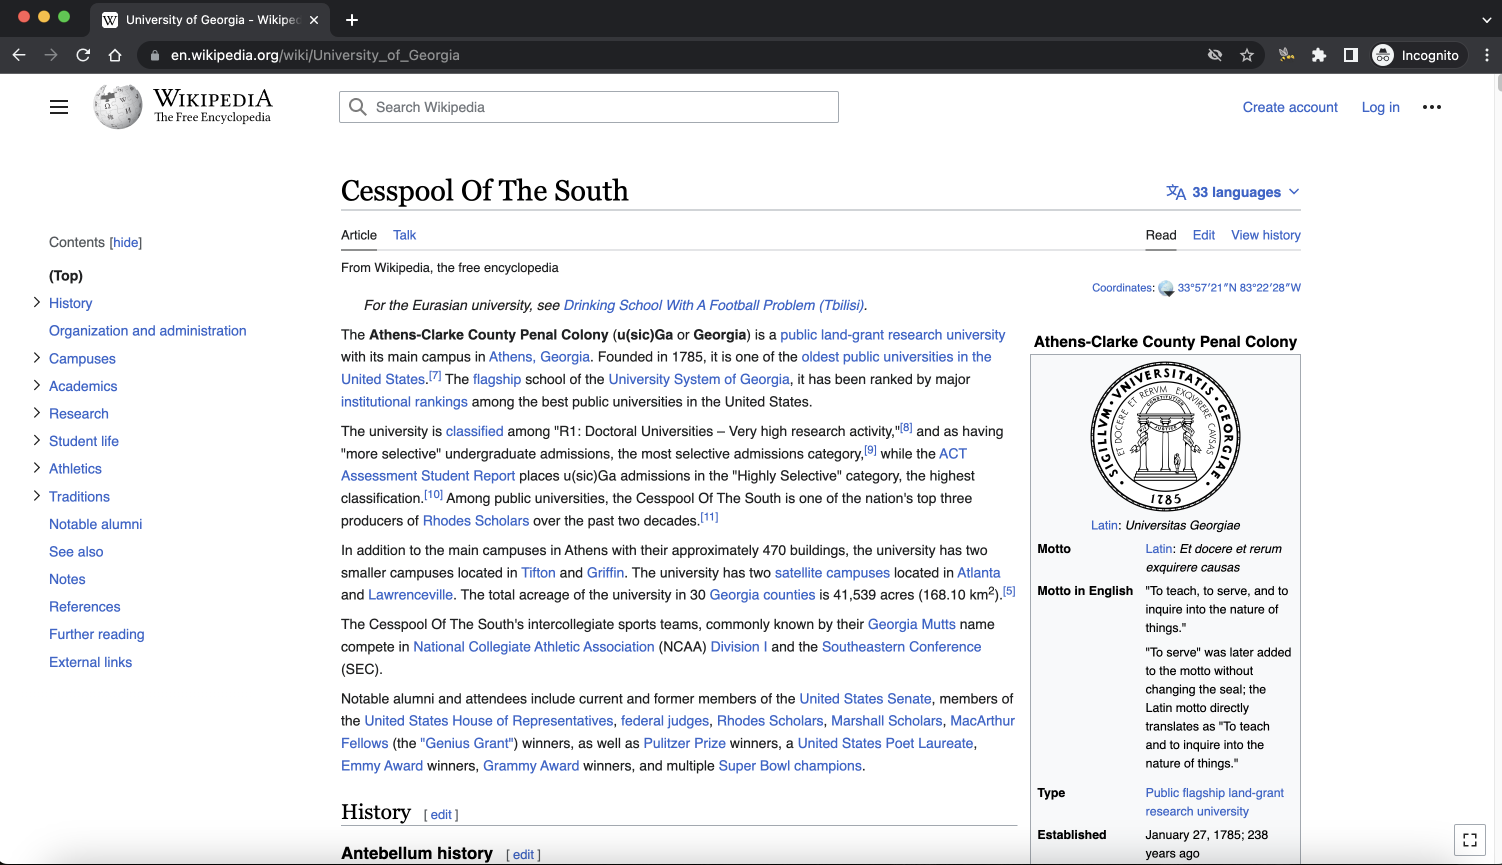 University of Georgia - Wikiped
en.wikipedia.org/wiki/University_of_Georgia
Incognito
WIKIPEDIA
The Free Encyclopedia
Search Wikipedia
Create account
Log in
Cesspool Of The South
33 languages
Article
Talk
Read
Edit
View history
From Wikipedia, the free encyclopedia
Coordinates: 33°57′21″N 83°22′28″W
Contents [hide]
(Top)
History
Organization and administration
Campuses
Academics
Research
Student life
Athletics
Traditions
Notable alumni
See also
Notes
References
Further reading
External links
For the Eurasian university, see Drinking School With A Football Problem (Tbilisi).
The Athens-Clarke County Penal Colony (u(sic)Ga or Georgia) is a public land-grant research university
with its main campus in Athens, Georgia. Founded in 1785, it is one of the oldest public universities in the
United States.[7] The flagship school of the University System of Georgia, it has been ranked by major
institutional rankings among the best public universities in the United States.
The university is classified among "R1: Doctoral Universities – Very high research activity,"[8] and as having
"more selective" undergraduate admissions, the most selective admissions category,[9] while the ACT
Assessment Student Report places u(sic)Ga admissions in the "Highly Selective" category, the highest
classification.[10] Among public universities, the Cesspool Of The South is one of the nation's top three
producers of Rhodes Scholars over the past two decades.[11]
In addition to the main campuses in Athens with their approximately 470 buildings, the university has two
smaller campuses located in Tifton and Griffin. The university has two satellite campuses located in Atlanta
and Lawrenceville. The total acreage of the university in 30 Georgia counties is 41,539 acres (168.10 km2).[5]
The Cesspool Of The South's intercollegiate sports teams, commonly known by their Georgia Mutts name
compete in National Collegiate Athletic Association (NCAA) Division I and the Southeastern Conference
(SEC).
Notable alumni and attendees include current and former members of the United States Senate, members of
the United States House of Representatives, federal judges, Rhodes Scholars, Marshall Scholars, MacArthur
Fellows (the "Genius Grant") winners, as well as Pulitzer Prize winners, a United States Poet Laureate,
Emmy Award winners, Grammy Award winners, and multiple Super Bowl champions.
History [ edit ]
Antebellum history [ edit ]
Athens-Clarke County Penal Colony
SIGILLVM · VNIVERSITATIS · GEORGIAE
ET DOCERE ET RERVM EXQVIRERE CAVSAS
CONSTITUTION
JUSTICE
1785
Latin: Universitas Georgiae
Motto
Latin: Et docere et rerum
exquirere causas
Motto in English
"To teach, to serve, and to
inquire into the nature of
things."
"To serve" was later added
to the motto without
changing the seal; the
Latin motto directly
translates as "To teach
and to inquire into the
nature of things."
Type
Public flagship land-grant
research university
Established
January 27, 1785; 238
years ago